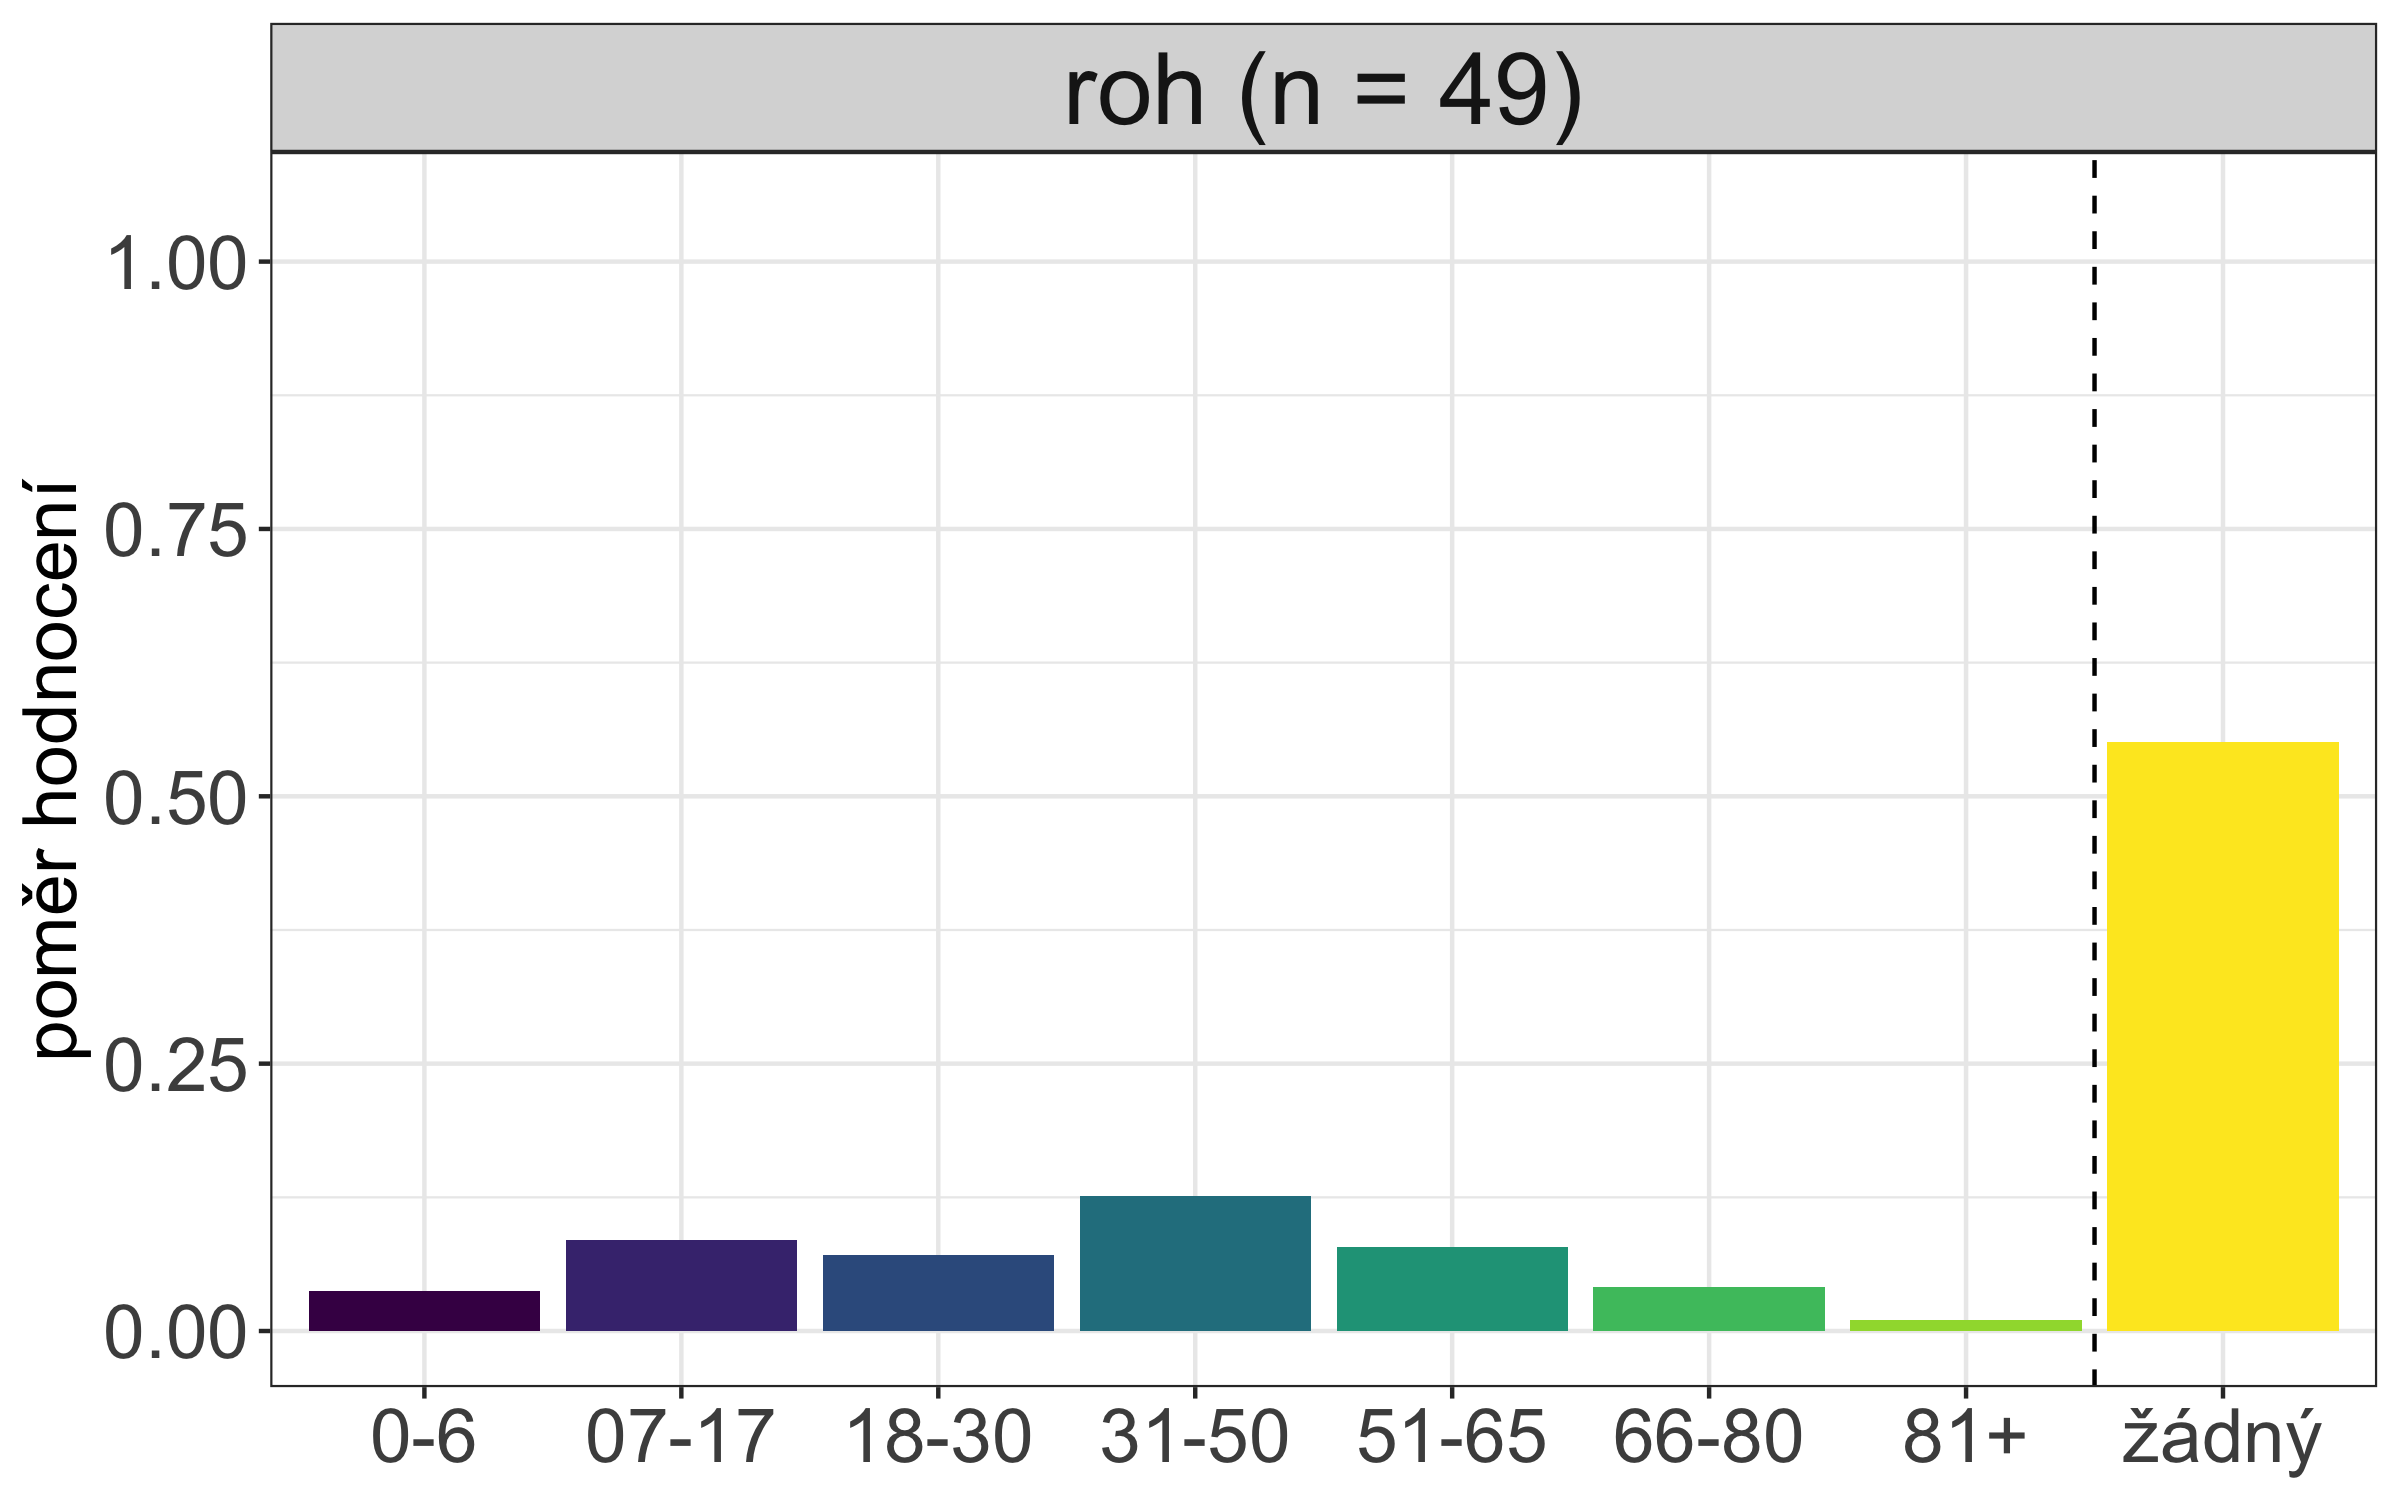 roh (n = 49)
poměr hodnocení
1.00
0.75
0.50
0.25
0.00
0-6 07-17 18-30 31-50 51-65 66-80 81+ žádný